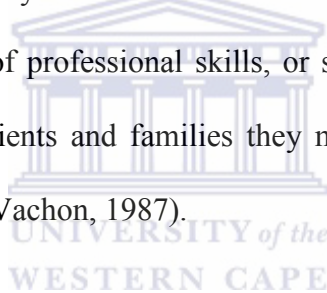 of professional skills, or s
ients and families they n
Vachon, 1987).
UNIVERSITY of the
WESTERN CAPE